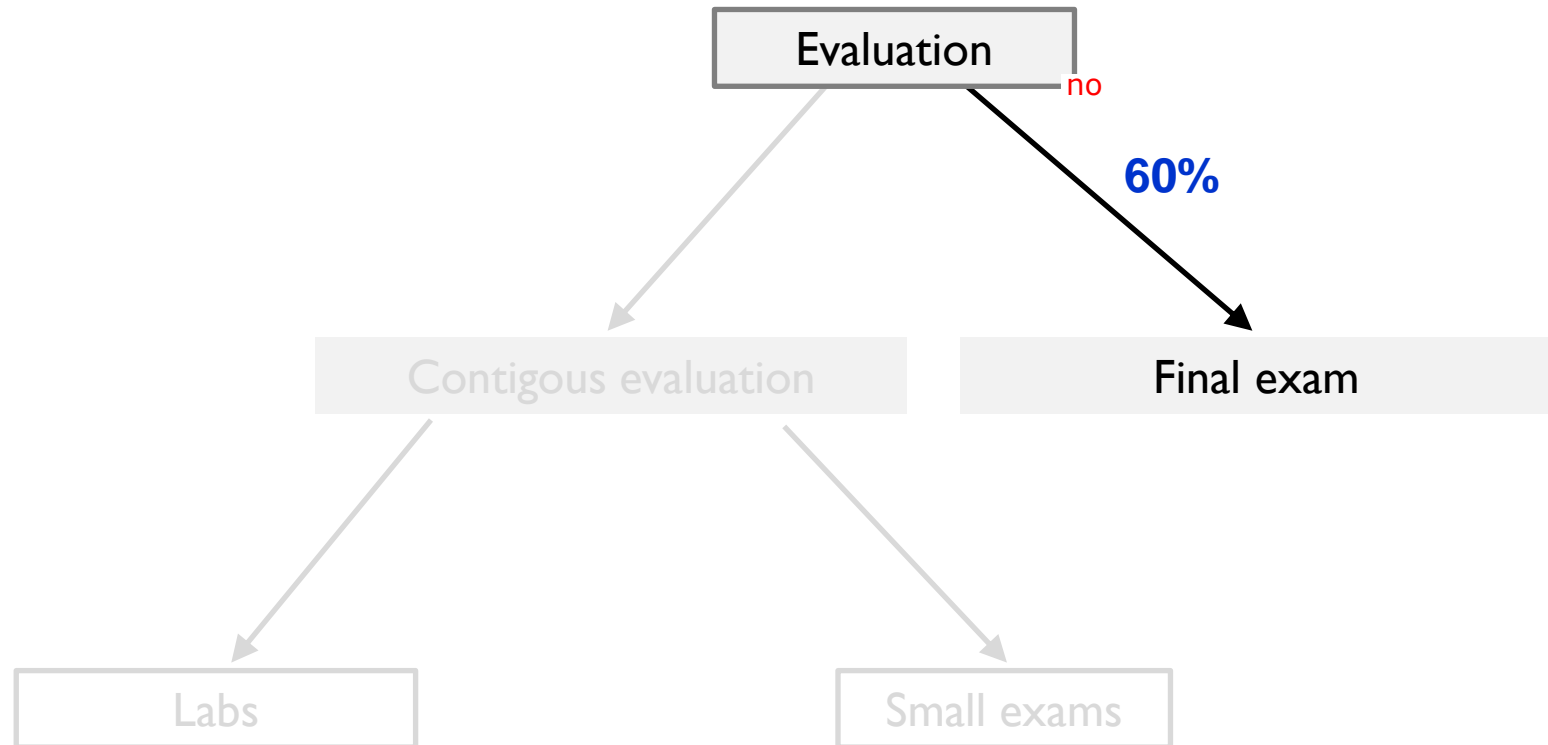 Evaluation
no
60%
Contigous evaluation
Final exam
Labs
Small exams